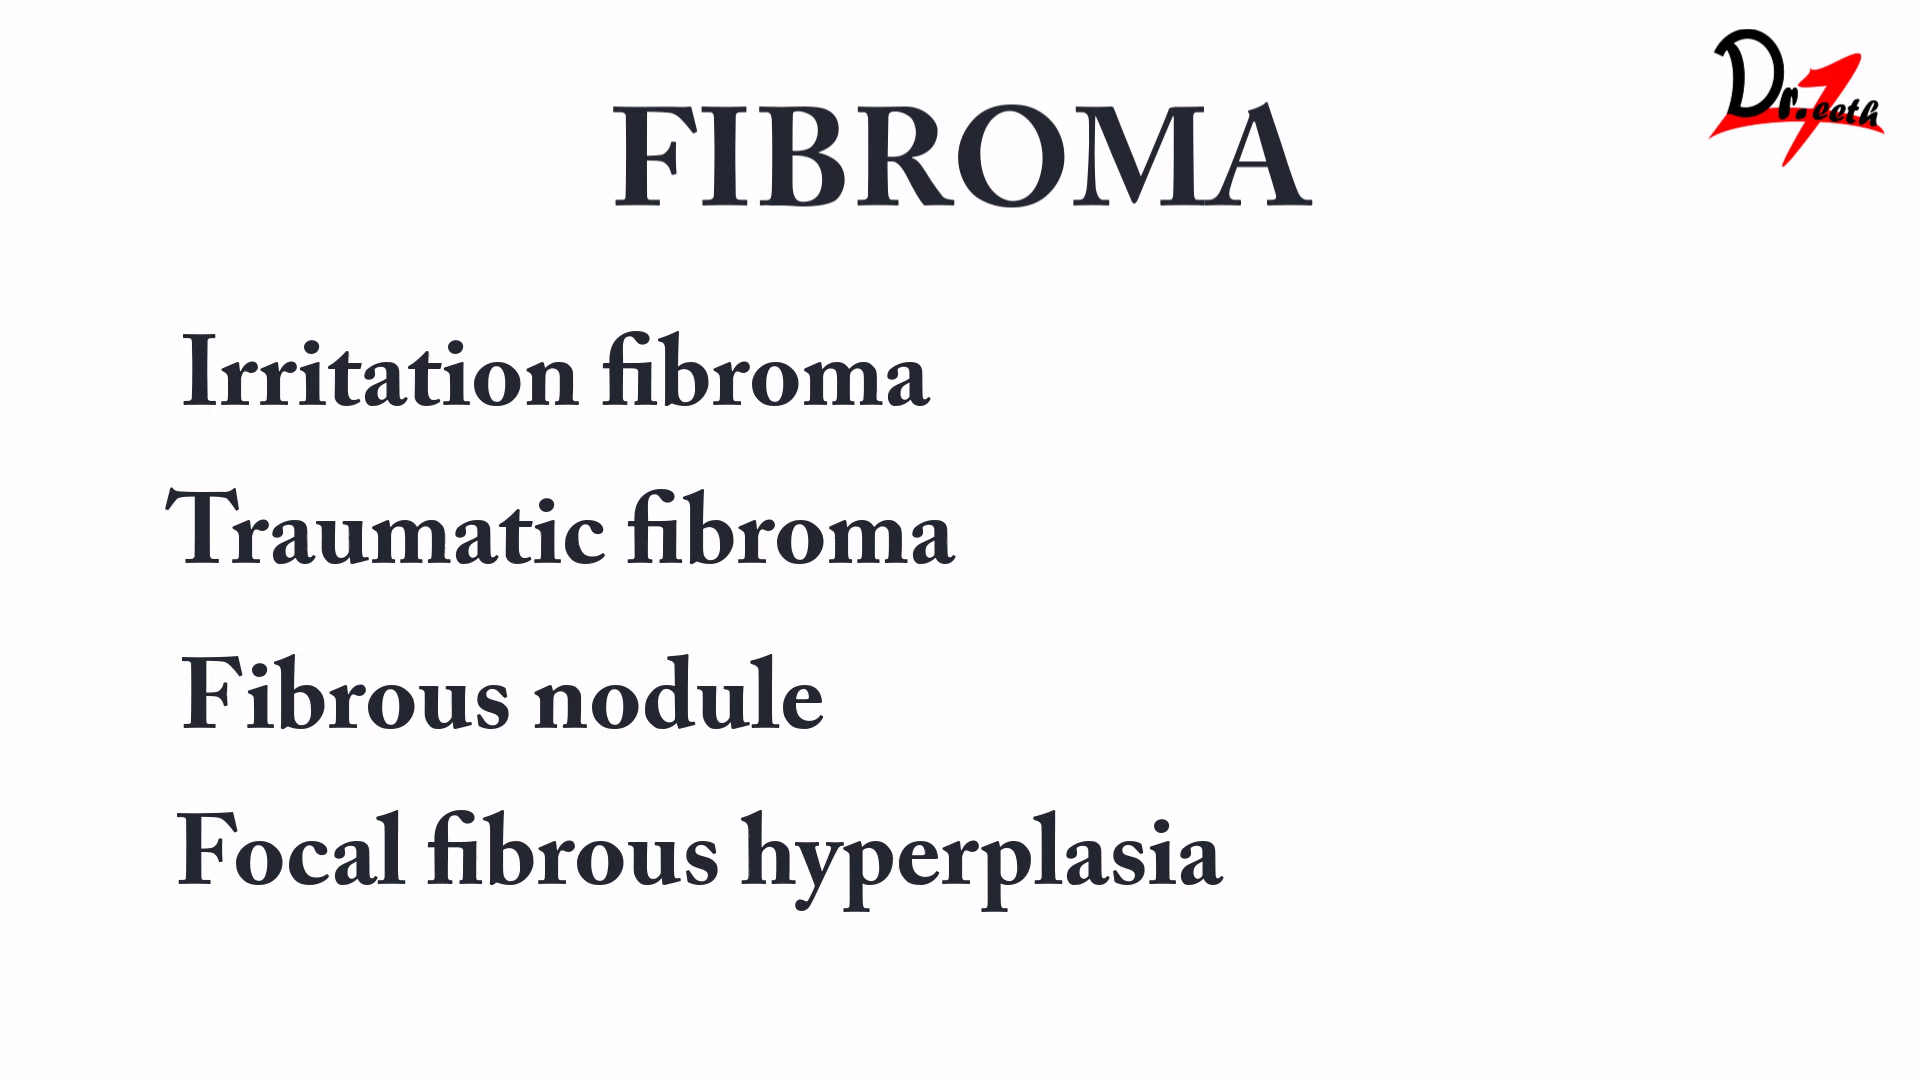 FIBROMA
Dr. Teeth
Irritation fibroma
Traumatic fibroma
Fibrous nodule
Focal fibrous hyperplasia